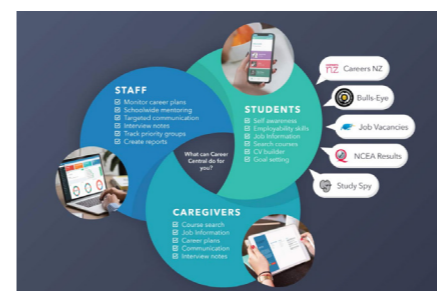 STAFF
Monitor career plans
Schoolwide mentoring
Targeted communication
Interview notes
Track priority groups
Create reports
STUDENTS
Self awareness
Employability skills
Job Information
Search courses
CV builder
Goal setting
What can Career
Central do for
you?
CAREGIVERS
Course search
Job Information
Career plans
Communication
Interview notes
nz Careers NZ
Bulls-Eye
Job Vacancies
NCEA Results
Study Spy